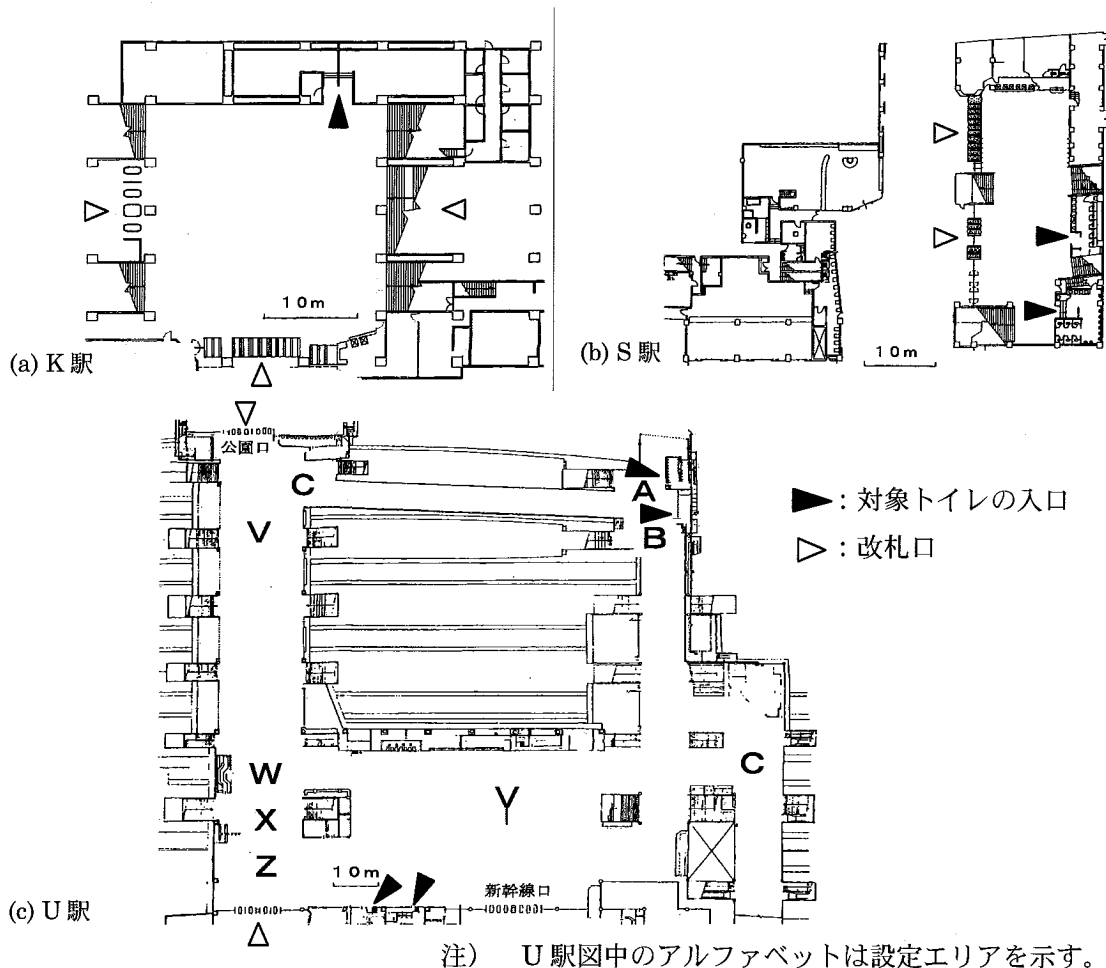 10m
(a) K駅
10m
(b) S駅
公園口
C
A
V
B
▶：対象トイレの入口
▷：改札口
W
C
X
Y
Z
10m
新幹線口
(c) U駅
注）　U駅図中のアルファベットは設定エリアを示す。